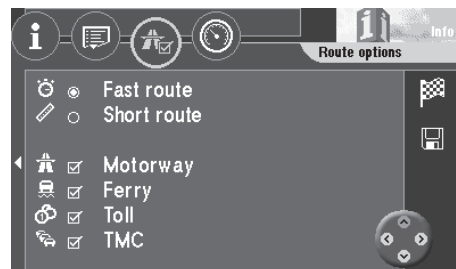 i
Info
Route options
Fast route
Short route
Motorway
Ferry
Toll
TMC